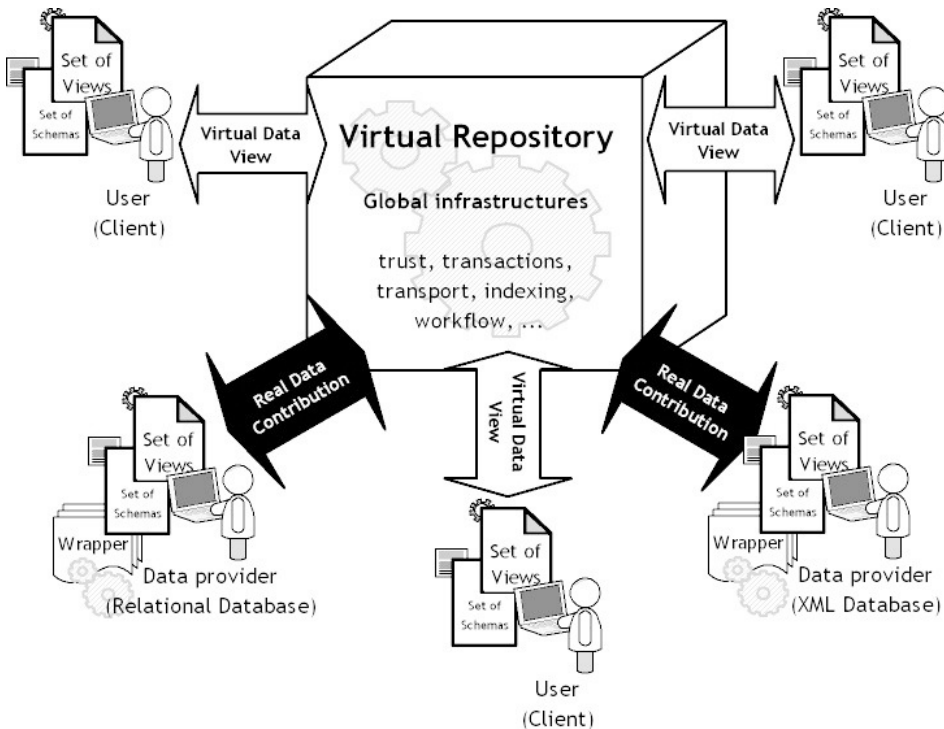 Set of
Views
Set of
Schemas
User
(Client)
Virtual Data
View
Virtual Repository
Global infrastructures
trust, transactions,
transport, indexing,
workflow, ...
Virtual Data
View
Set of
Views
Set of
Schemas
User
(Client)
Real Data
Contribution
Virtual Data
View
Real Data
Contribution
Set of
Views
Set of
Schemas
Wrapper
Data provider
(Relational Database)
Set of
Views
Set of
Schemas
User
(Client)
Set of
Views
Set of
Schemas
Wrapper
Data provider
(XML Database)